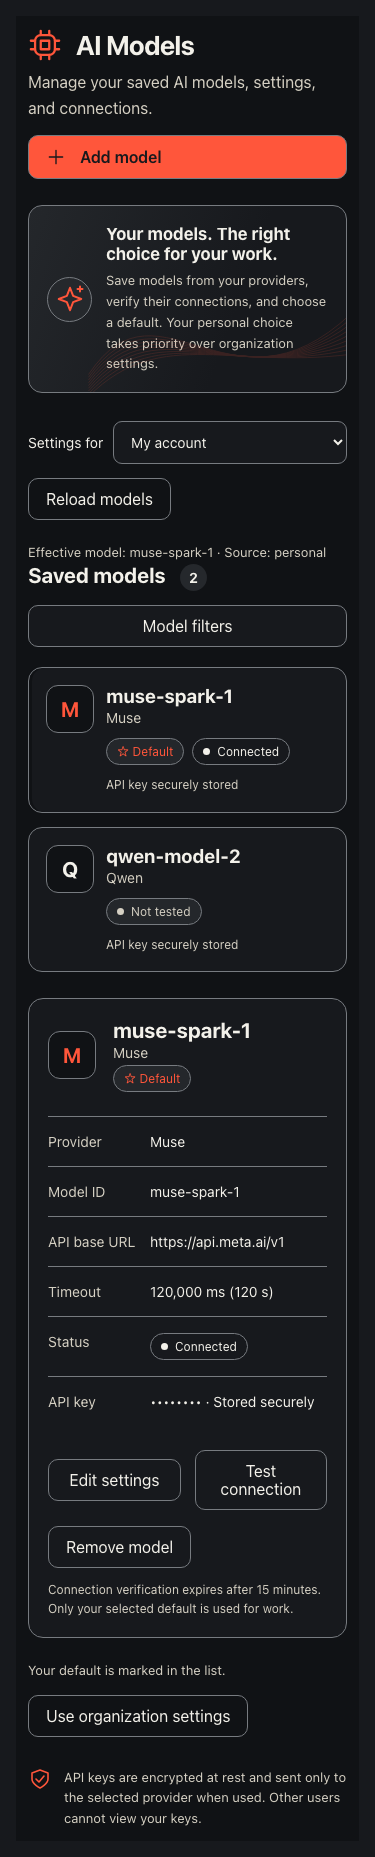 AI Models
Manage your saved AI models, settings,
and connections.
Add model
Your models. The right
choice for your work.
Save models from your providers,
verify their connections, and choose
a default. Your personal choice
takes priority over organization
settings.
Settings for
My account
Reload models
Effective model: muse-spark-1 · Source: personal
Saved models 2
Model filters
M
muse-spark-1
Muse
Default
Connected
API key securely stored
Q
qwen-model-2
Qwen
Not tested
API key securely stored
M
muse-spark-1
Muse
Default
Provider Muse
Model ID muse-spark-1
API base URL https://api.meta.ai/v1
Timeout 120,000 ms (120 s)
Status Connected
API key •••••••• · Stored securely
Edit settings
Test
connection
Remove model
Connection verification expires after 15 minutes.
Only your selected default is used for work.
Your default is marked in the list.
Use organization settings
API keys are encrypted at rest and sent only to
the selected provider when used. Other users
cannot view your keys.